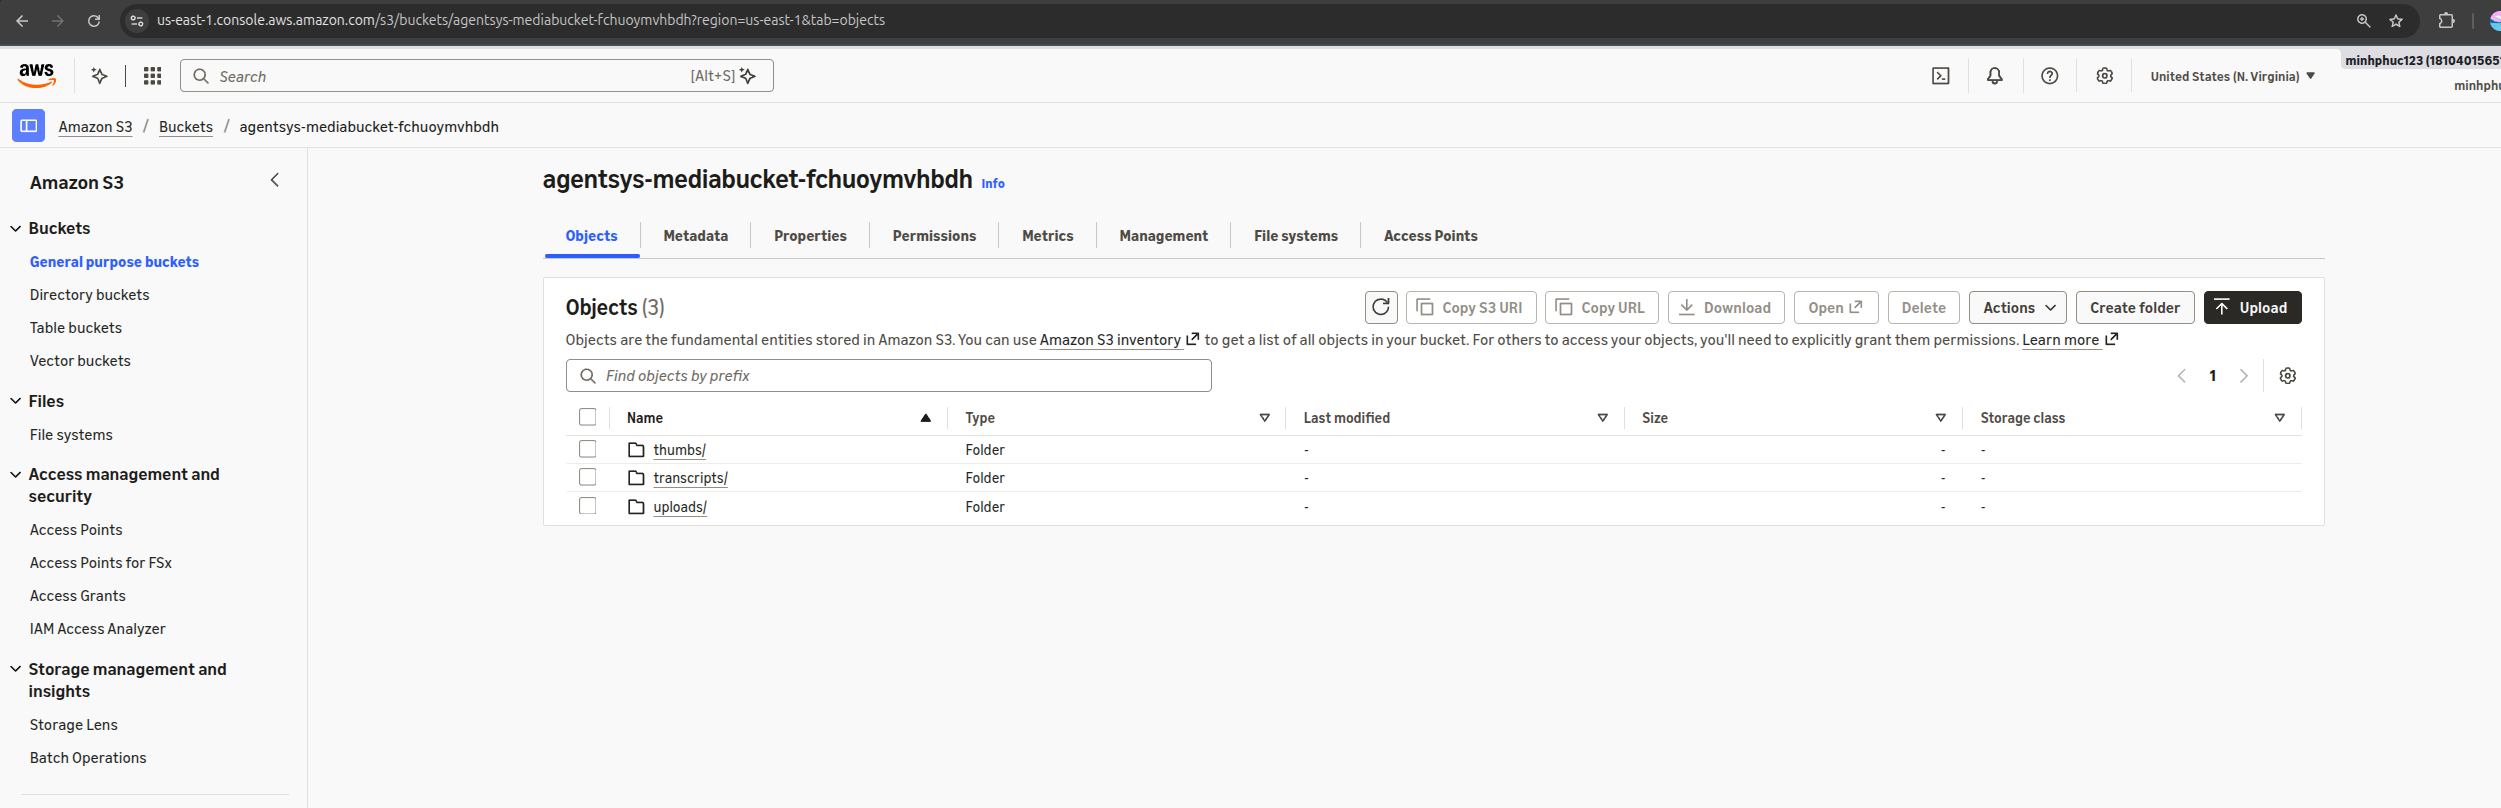 us-east-1.console.aws.amazon.com/s3/buckets/agentsys-mediabucket-fchuoymvhbdh?region=us-east-1&tab=objects
aws
Search
[Alt+S]
United States (N. Virginia)
minhphuc123 (1810401565
minhphu
Amazon S3 / Buckets / agentsys-mediabucket-fchuoymvhbdh
Amazon S3
Buckets
General purpose buckets
Directory buckets
Table buckets
Vector buckets
Files
File systems
Access management and
security
Access Points
Access Points for FSx
Access Grants
IAM Access Analyzer
Storage management and
insights
Storage Lens
Batch Operations
agentsys-mediabucket-fchuoymvhbdh Info
Objects Metadata Properties Permissions Metrics Management File systems Access Points
Objects (3)
Copy S3 URI Copy URL Download Open Delete Actions Create folder Upload
Objects are the fundamental entities stored in Amazon S3. You can use Amazon S3 inventory to get a list of all objects in your bucket. For others to access your objects, you'll need to explicitly grant them permissions. Learn more
Find objects by prefix
1
Name Type Last modified Size Storage class
thumbs/ Folder - - -
transcripts/ Folder - - -
uploads/ Folder - - -